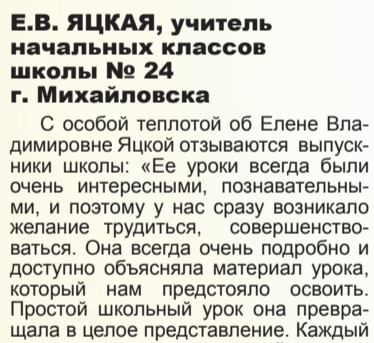 Е.В. ЯЦКАЯ, учитель
начальных классов
школы № 24
г. Михайловска
С особой теплотой об Елене Вла-
димировне Яцкой отзываются выпуск-
ники школы: «Ее уроки всегда были
очень интересными, познавательны-
ми, и поэтому у нас сразу возникало
желание трудиться, совершенство-
ваться. Она всегда очень подробно и
доступно объясняла материал урока,
который нам предстояло освоить.
Простой школьный урок она превра-
щала в целое представление. Каждый